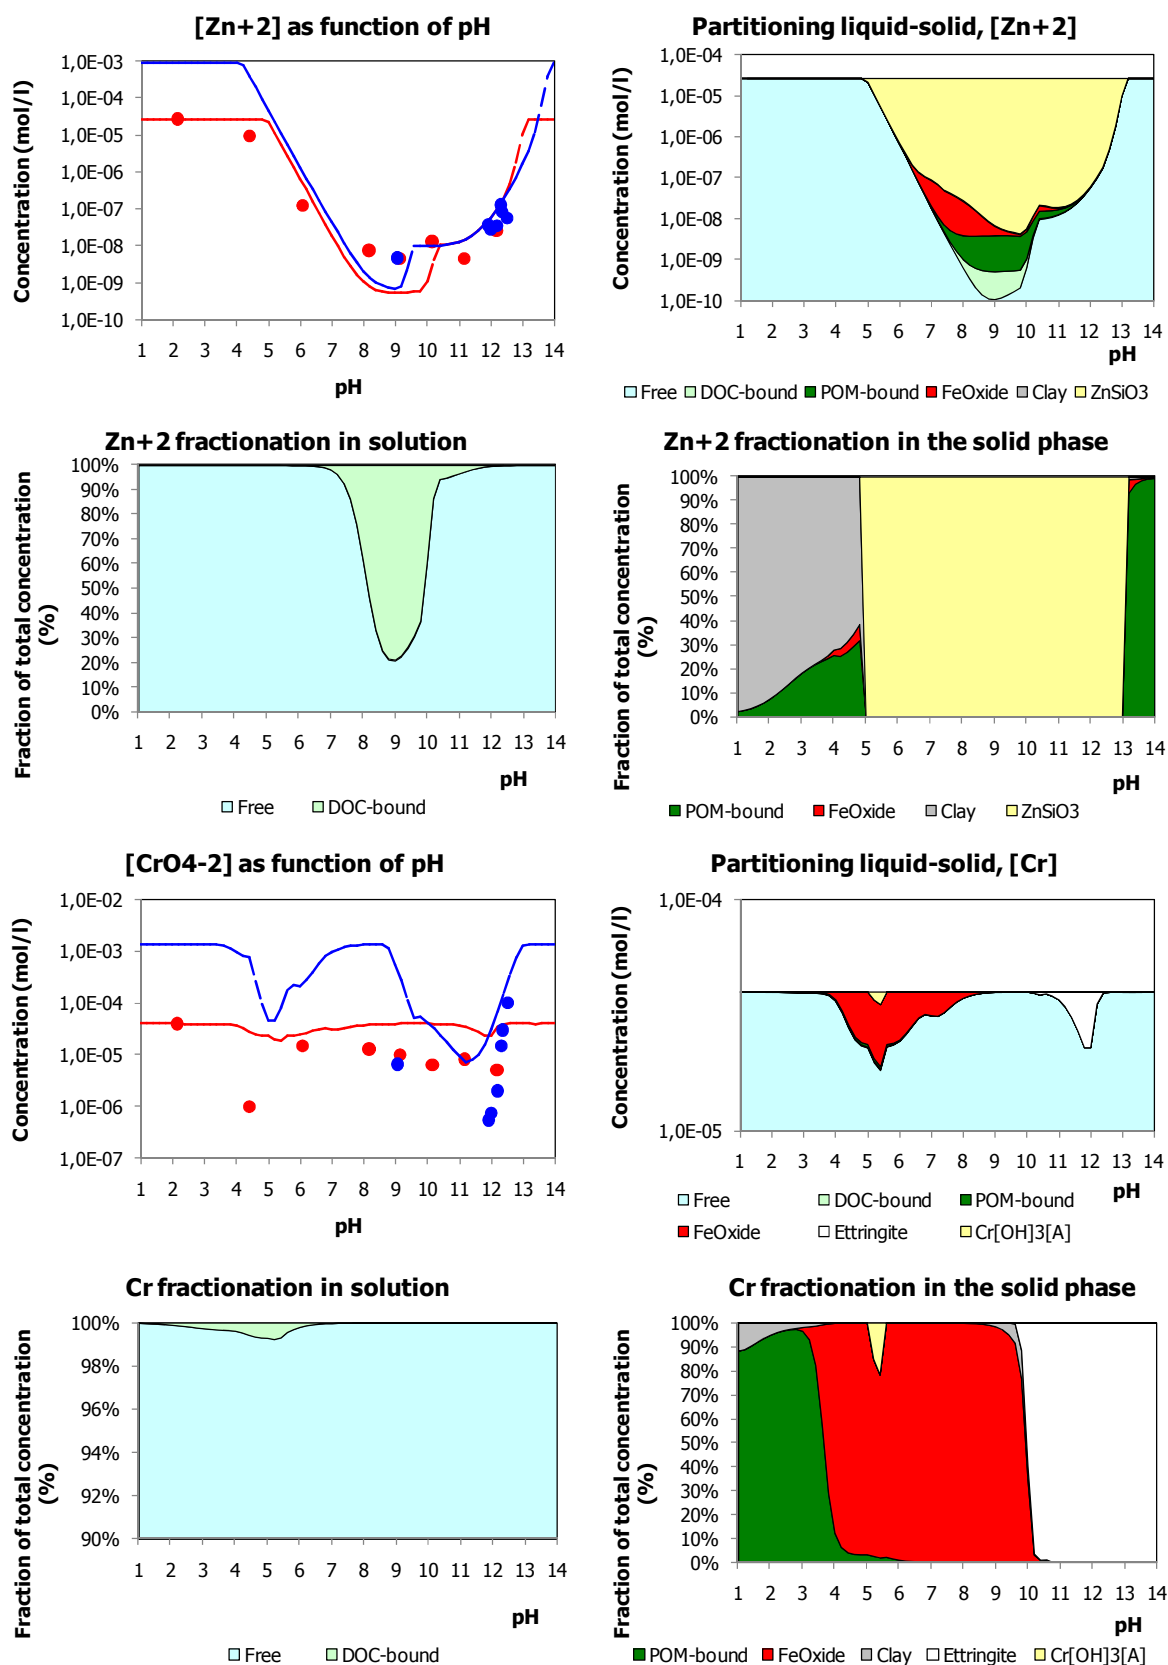 [Zn+2] as function of pH
Concentration (mol/l)
1,0E-03
1,0E-04
1,0E-05
1,0E-06
1,0E-07
1,0E-08
1,0E-09
1,0E-10
1 2 3 4 5 6 7 8 9 10 11 12 13 14
pH
Partitioning liquid-solid, [Zn+2]
Concentration (mol/l)
1,0E-04
1,0E-05
1,0E-06
1,0E-07
1,0E-08
1,0E-09
1,0E-10
1 2 3 4 5 6 7 8 9 10 11 12 13 14
pH
Free DOC-bound POM-bound FeOxide Clay ZnSiO3
Zn+2 fractionation in solution
Fraction of total concentration
(%)
100%
90%
80%
70%
60%
50%
40%
30%
20%
10%
0%
1 2 3 4 5 6 7 8 9 10 11 12 13 14
pH
Free DOC-bound
Zn+2 fractionation in the solid phase
Fraction of total concentration
(%)
100%
90%
80%
70%
60%
50%
40%
30%
20%
10%
0%
1 2 3 4 5 6 7 8 9 10 11 12 13 14
pH
POM-bound FeOxide Clay ZnSiO3
[CrO4-2] as function of pH
Concentration (mol/l)
1,0E-02
1,0E-03
1,0E-04
1,0E-05
1,0E-06
1,0E-07
1 2 3 4 5 6 7 8 9 10 11 12 13 14
pH
Partitioning liquid-solid, [Cr]
Concentration (mol/l)
1,0E-04
1,0E-05
1 2 3 4 5 6 7 8 9 10 11 12 13 14
pH
Free DOC-bound POM-bound
FeOxide Ettringite Cr[OH]3[A]
Cr fractionation in solution
Fraction of total concentration
(%)
100%
98%
96%
94%
92%
90%
1 2 3 4 5 6 7 8 9 10 11 12 13 14
pH
Free DOC-bound
Cr fractionation in the solid phase
Fraction of total concentration
(%)
100%
90%
80%
70%
60%
50%
40%
30%
20%
10%
0%
1 2 3 4 5 6 7 8 9 10 11 12 13 14
pH
POM-bound FeOxide Clay Ettringite Cr[OH]3[A]